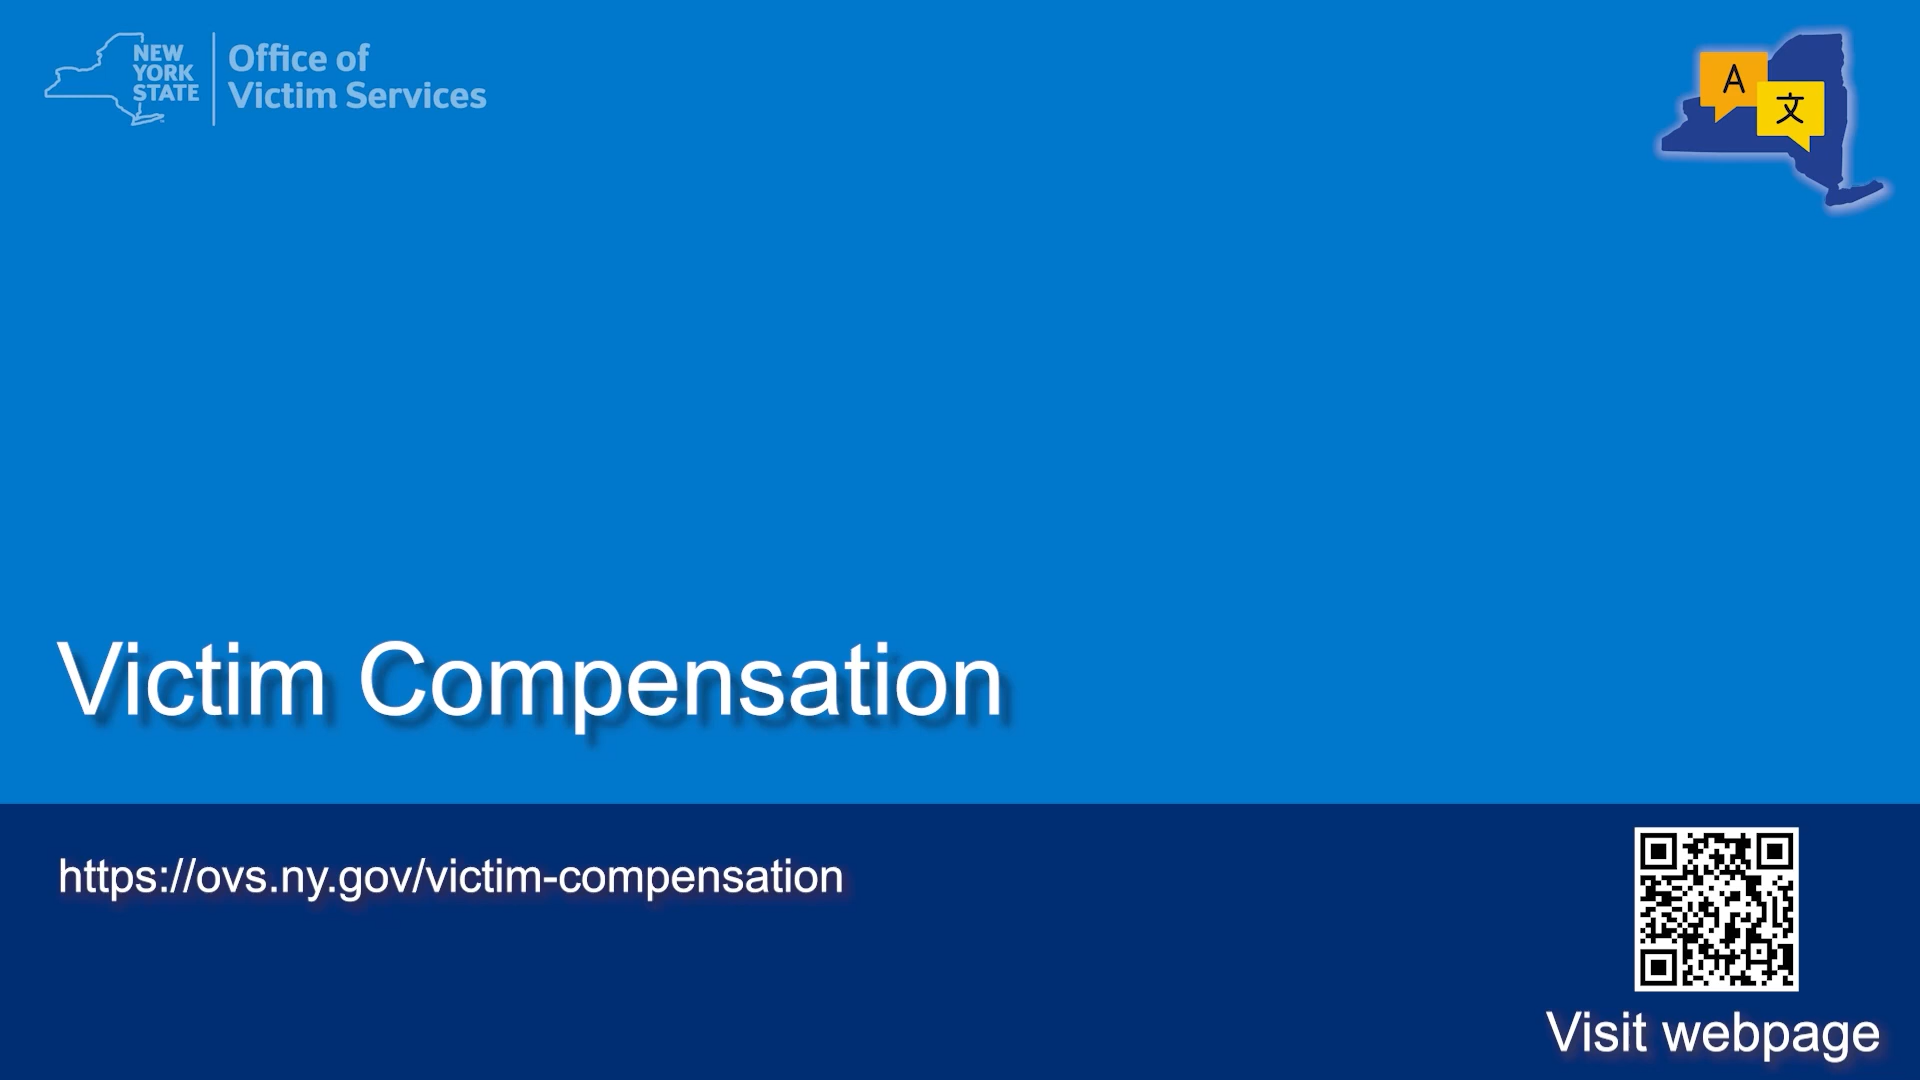 NEW
YORK
STATE
Office of
Victim Services
A
文
Victim Compensation
https://ovs.ny.gov/victim-compensation
Visit webpage